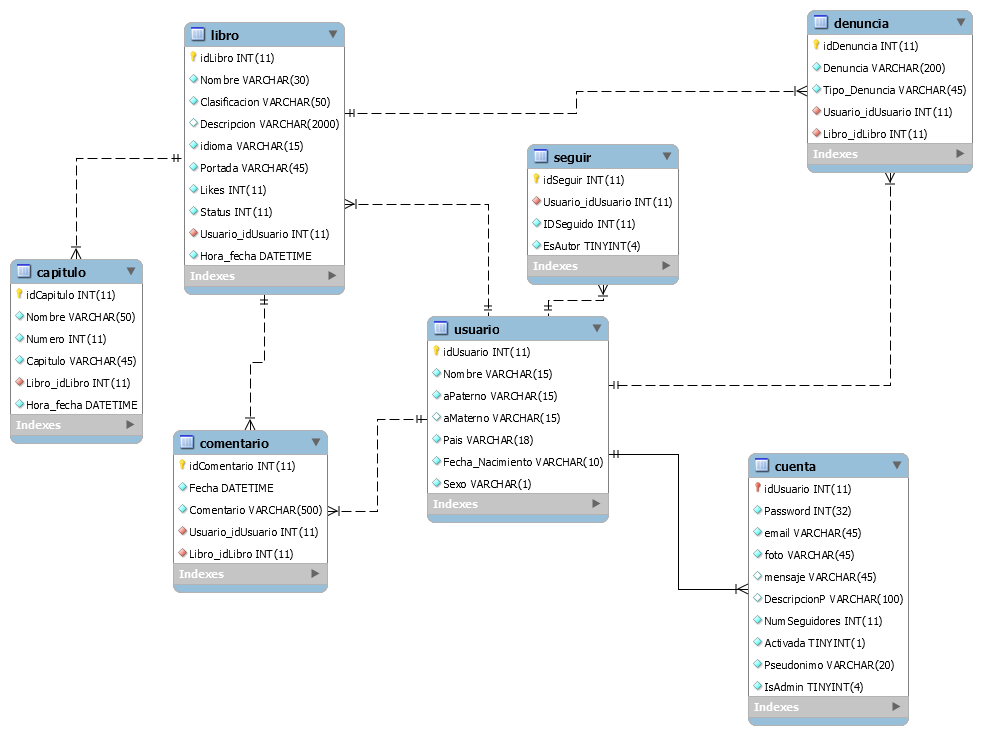 libro
idLibro INT(11)
Nombre VARCHAR(30)
Clasificacion VARCHAR(50)
Descripcion VARCHAR(2000)
idioma VARCHAR(15)
Portada VARCHAR(45)
Likes INT(11)
Status INT(11)
Usuario_idUsuario INT(11)
Hora_fecha DATETIME
Indexes
denuncia
idDenuncia INT(11)
Denuncia VARCHAR(200)
Tipo_Denuncia VARCHAR(45)
Usuario_idUsuario INT(11)
Libro_idLibro INT(11)
Indexes
seguir
idSeguir INT(11)
Usuario_idUsuario INT(11)
IDSeguido INT(11)
EsAutor TINYINT(4)
Indexes
capitulo
idCapitulo INT(11)
Nombre VARCHAR(50)
Numero INT(11)
Capitulo VARCHAR(45)
Libro_idLibro INT(11)
Hora_fecha DATETIME
Indexes
usuario
idUsuario INT(11)
Nombre VARCHAR(15)
aPaterno VARCHAR(15)
aMaterno VARCHAR(15)
Pais VARCHAR(18)
Fecha_Nacimiento VARCHAR(10)
Sexo VARCHAR(1)
Indexes
comentario
idComentario INT(11)
Fecha DATETIME
Comentario VARCHAR(500)
Usuario_idUsuario INT(11)
Libro_idLibro INT(11)
Indexes
cuenta
idUsuario INT(11)
Password INT(32)
email VARCHAR(45)
foto VARCHAR(45)
mensaje VARCHAR(45)
DescripcionP VARCHAR(100)
NumSeguidores INT(11)
Activada TINYINT(1)
Pseudonimo VARCHAR(20)
IsAdmin TINYINT(4)
Indexes